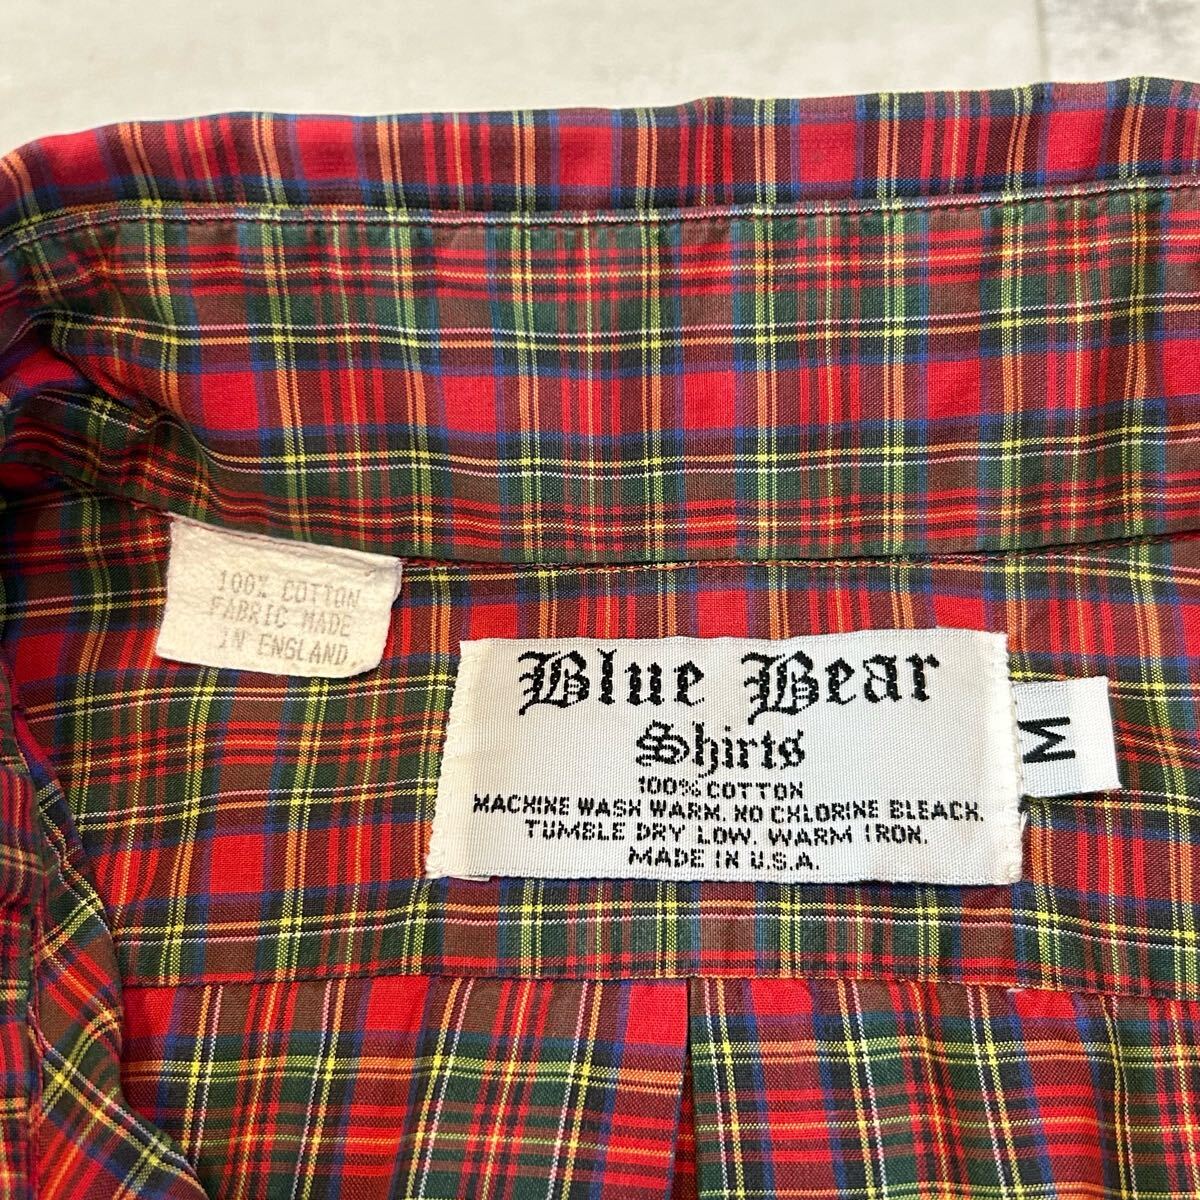 100% COTTON
FABRIC MADE
IN ENGLAND.
Blue Bear
Shirts
100% COTTON
MACHINE WASH WARM. NO CHLORINE BLEACH.
TUMBLE DRY LOW. WARM IRON.
MADE IN U.S.A.
M